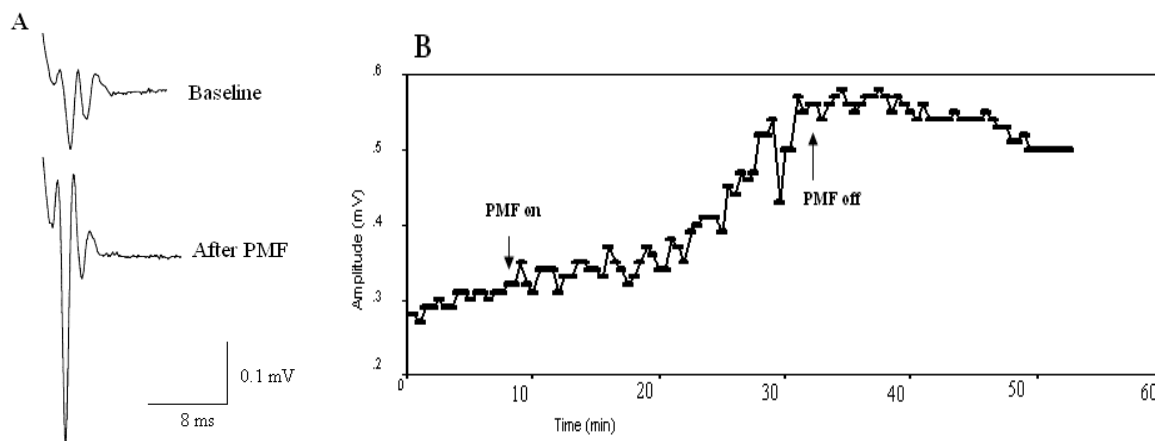 A
Baseline
After PMF
0.1 mV
8 ms
B
.6
.5
.4
.3
.2
Amplitude (mV)
PMF on
PMF off
0 10 20 30 40 50 60
Time (min)